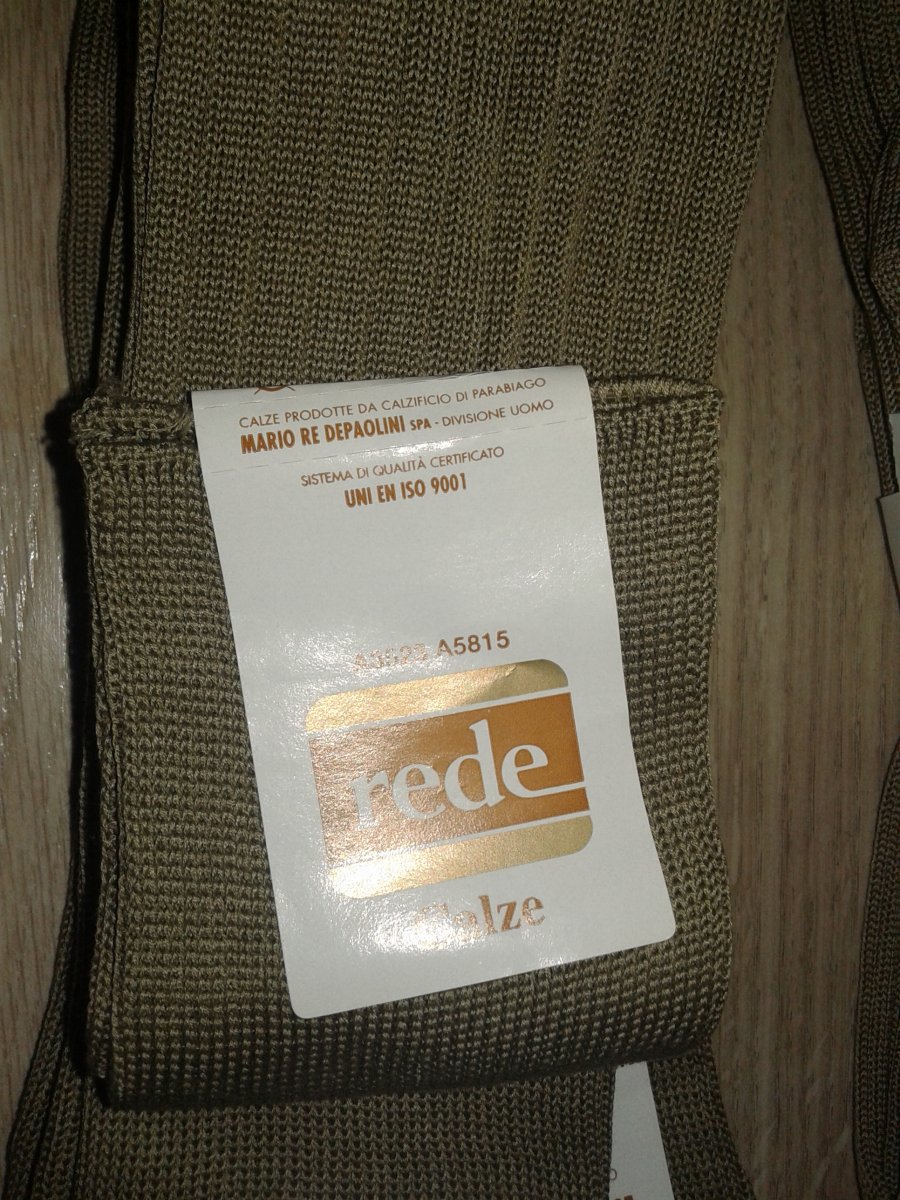 CALZE PRODOTTE DA CALZIFICIO DI PARABIAGO
MARIO RE DEPAOLINI SPA - DIVISIONE UOMO
SISTEMA DI QUALITÀ CERTIFICATO
UNI EN ISO 9001
A5815
rede
Calze